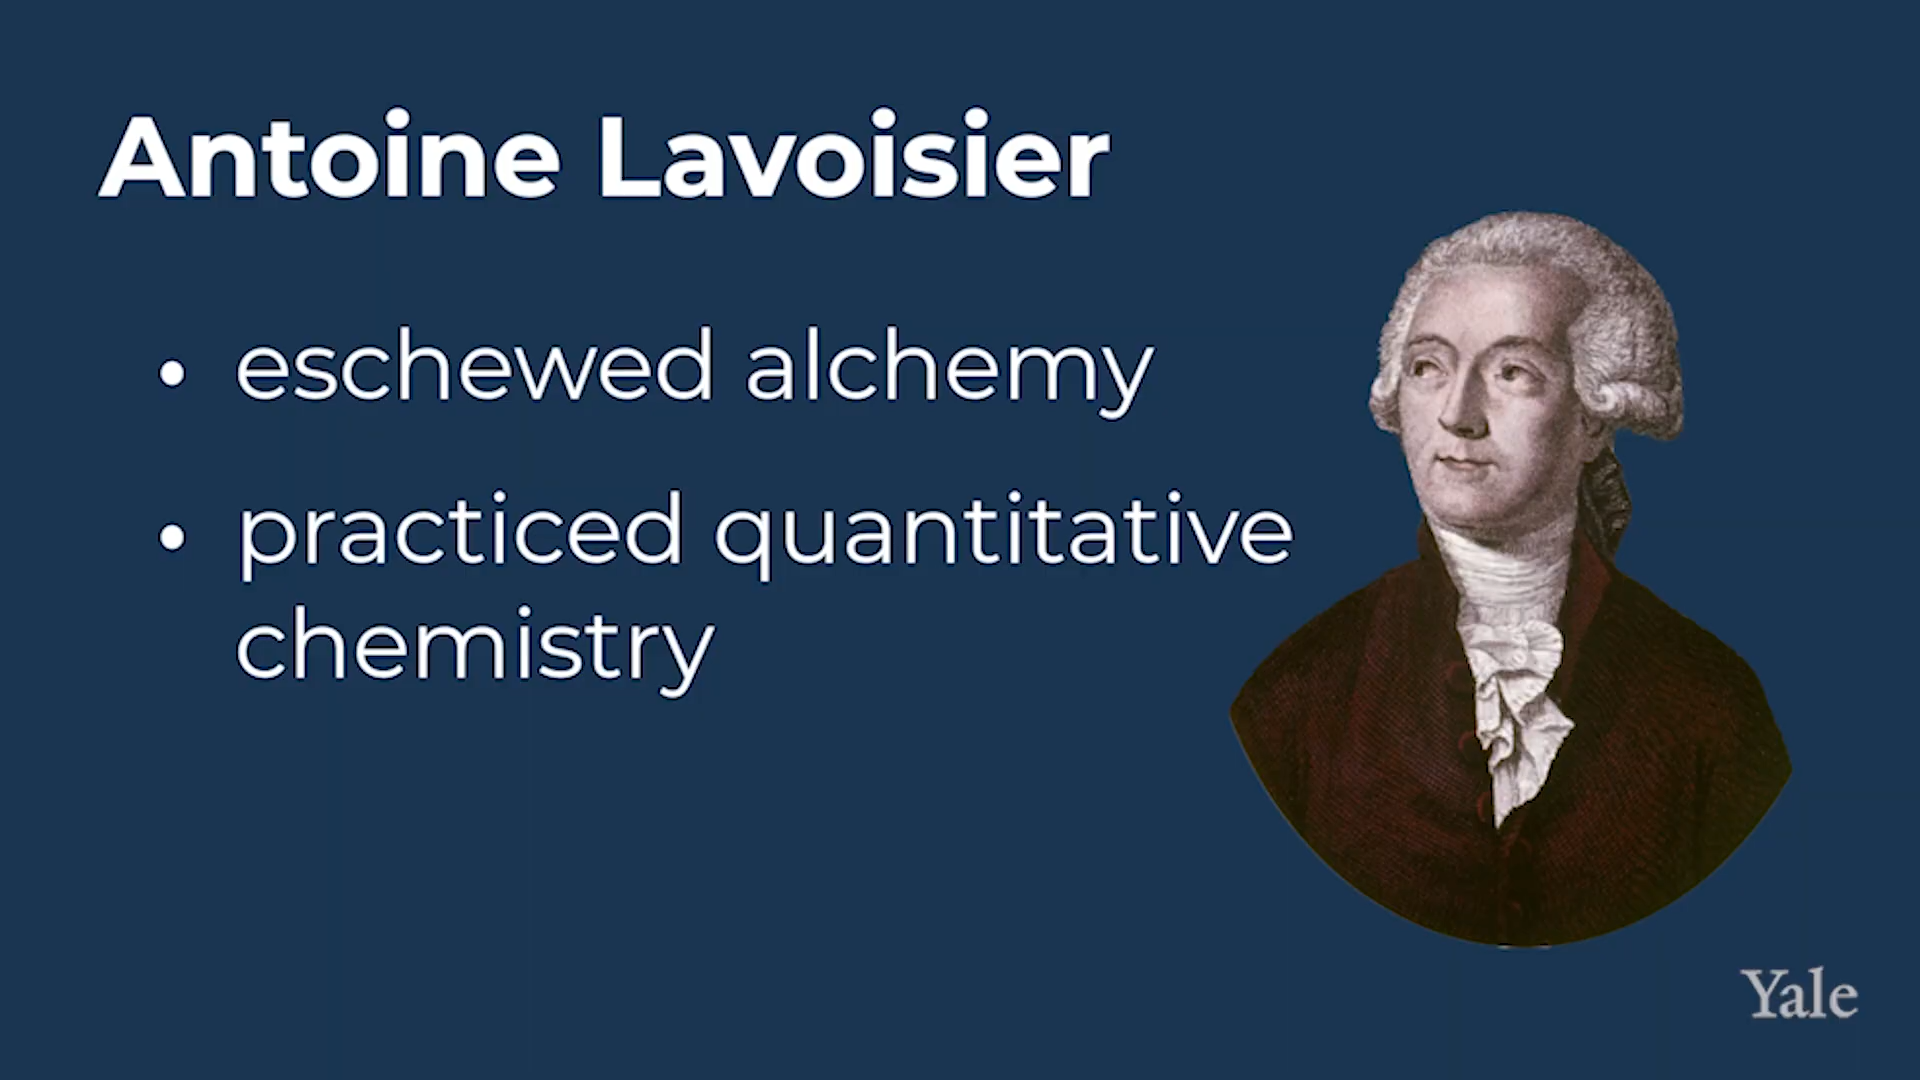 Antoine Lavoisier
• eschewed alchemy
• practiced quantitative
chemistry
Yale